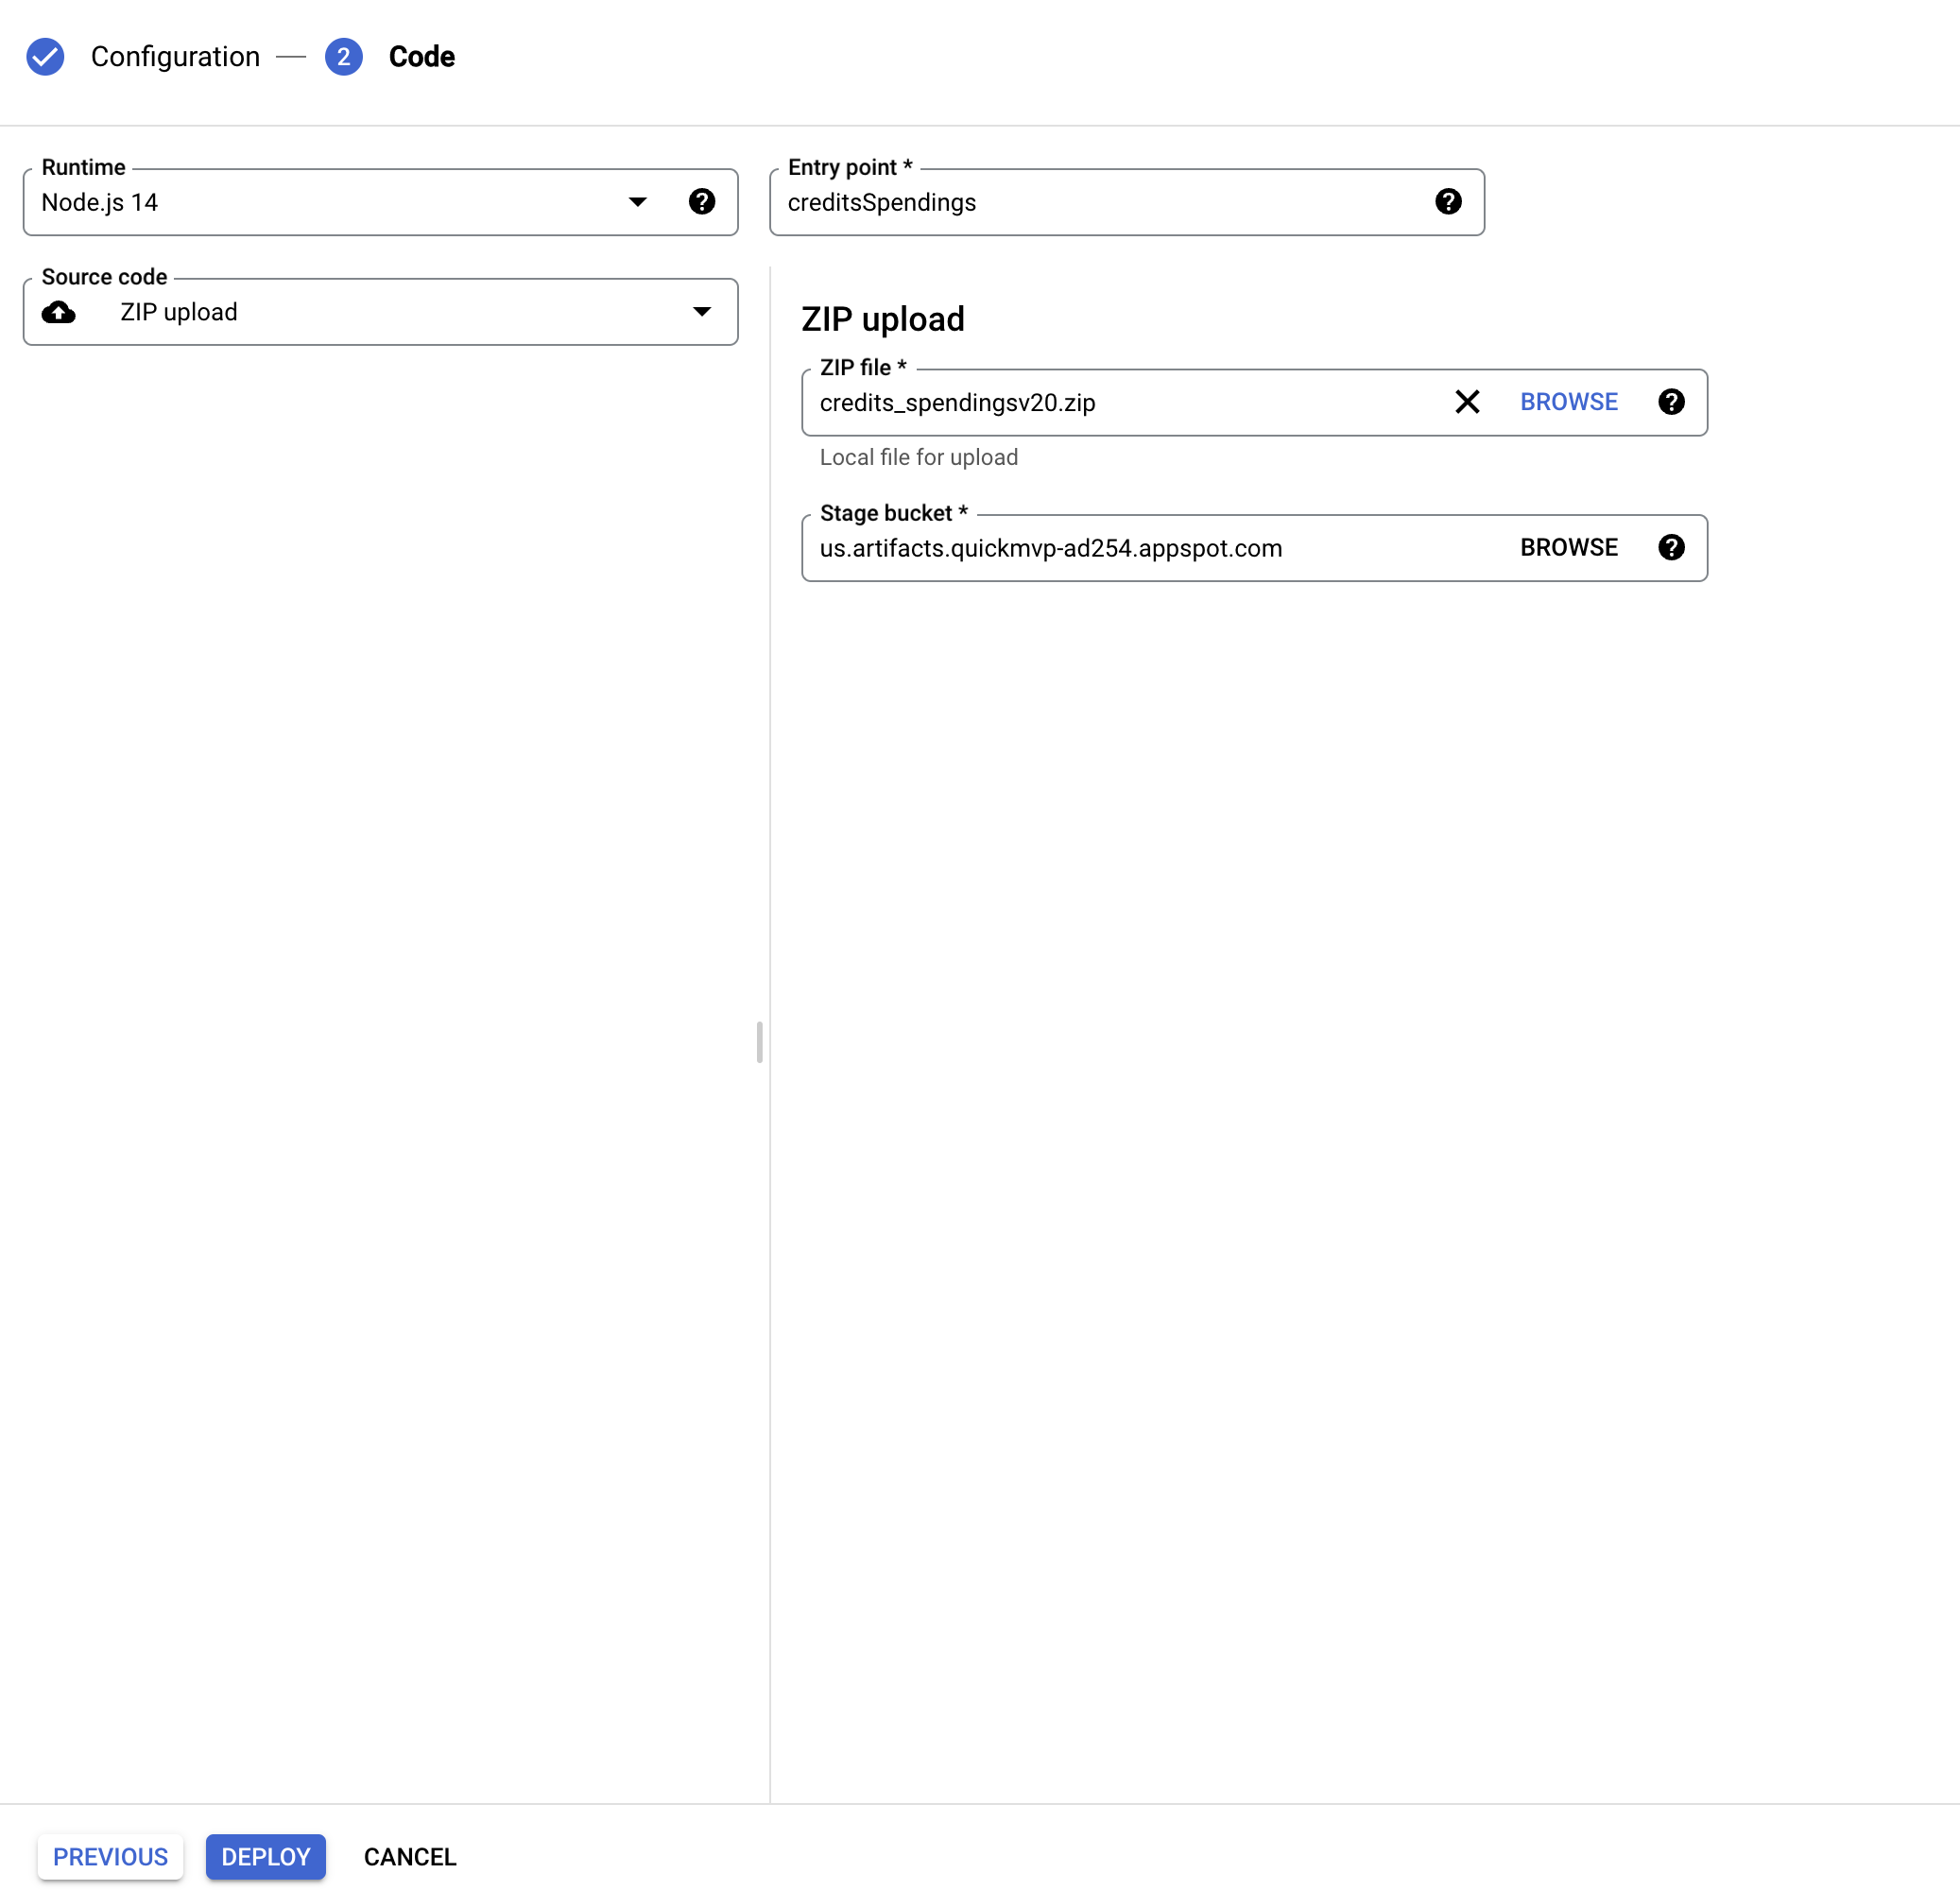 Configuration — 2 Code
Runtime
Node.js 14
Entry point *
creditsSpendings
Source code
ZIP upload
ZIP upload
ZIP file *
credits_spendingsv20.zip
BROWSE
Local file for upload
Stage bucket *
us.artifacts.quickmvp-ad254.appspot.com
BROWSE
PREVIOUS DEPLOY CANCEL